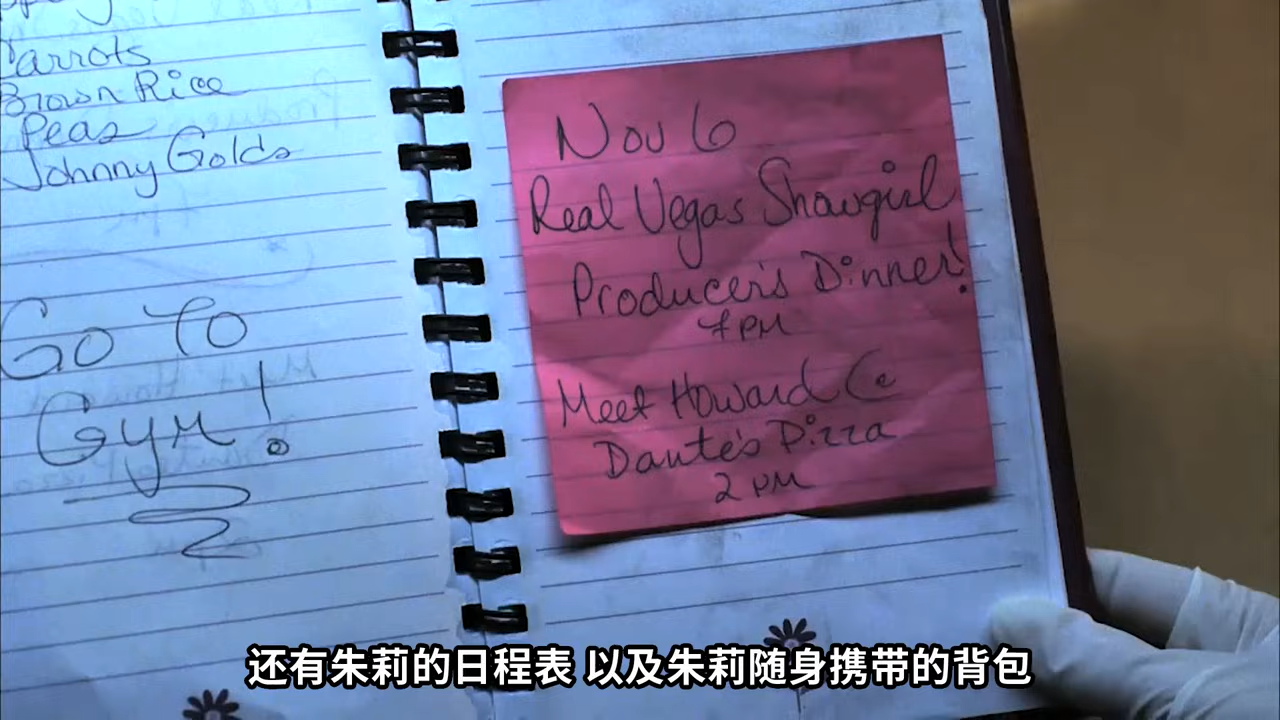 Carrots
Brown Rice
Peas
Johnny Golds
Go To
Gym!
Nov 6
Real Vegas Showgirl
Producer's Dinner!
7 PM
Meet Howard @
Dante's Pizza
2 PM
还有朱莉的日程表 以及朱莉随身携带的背包